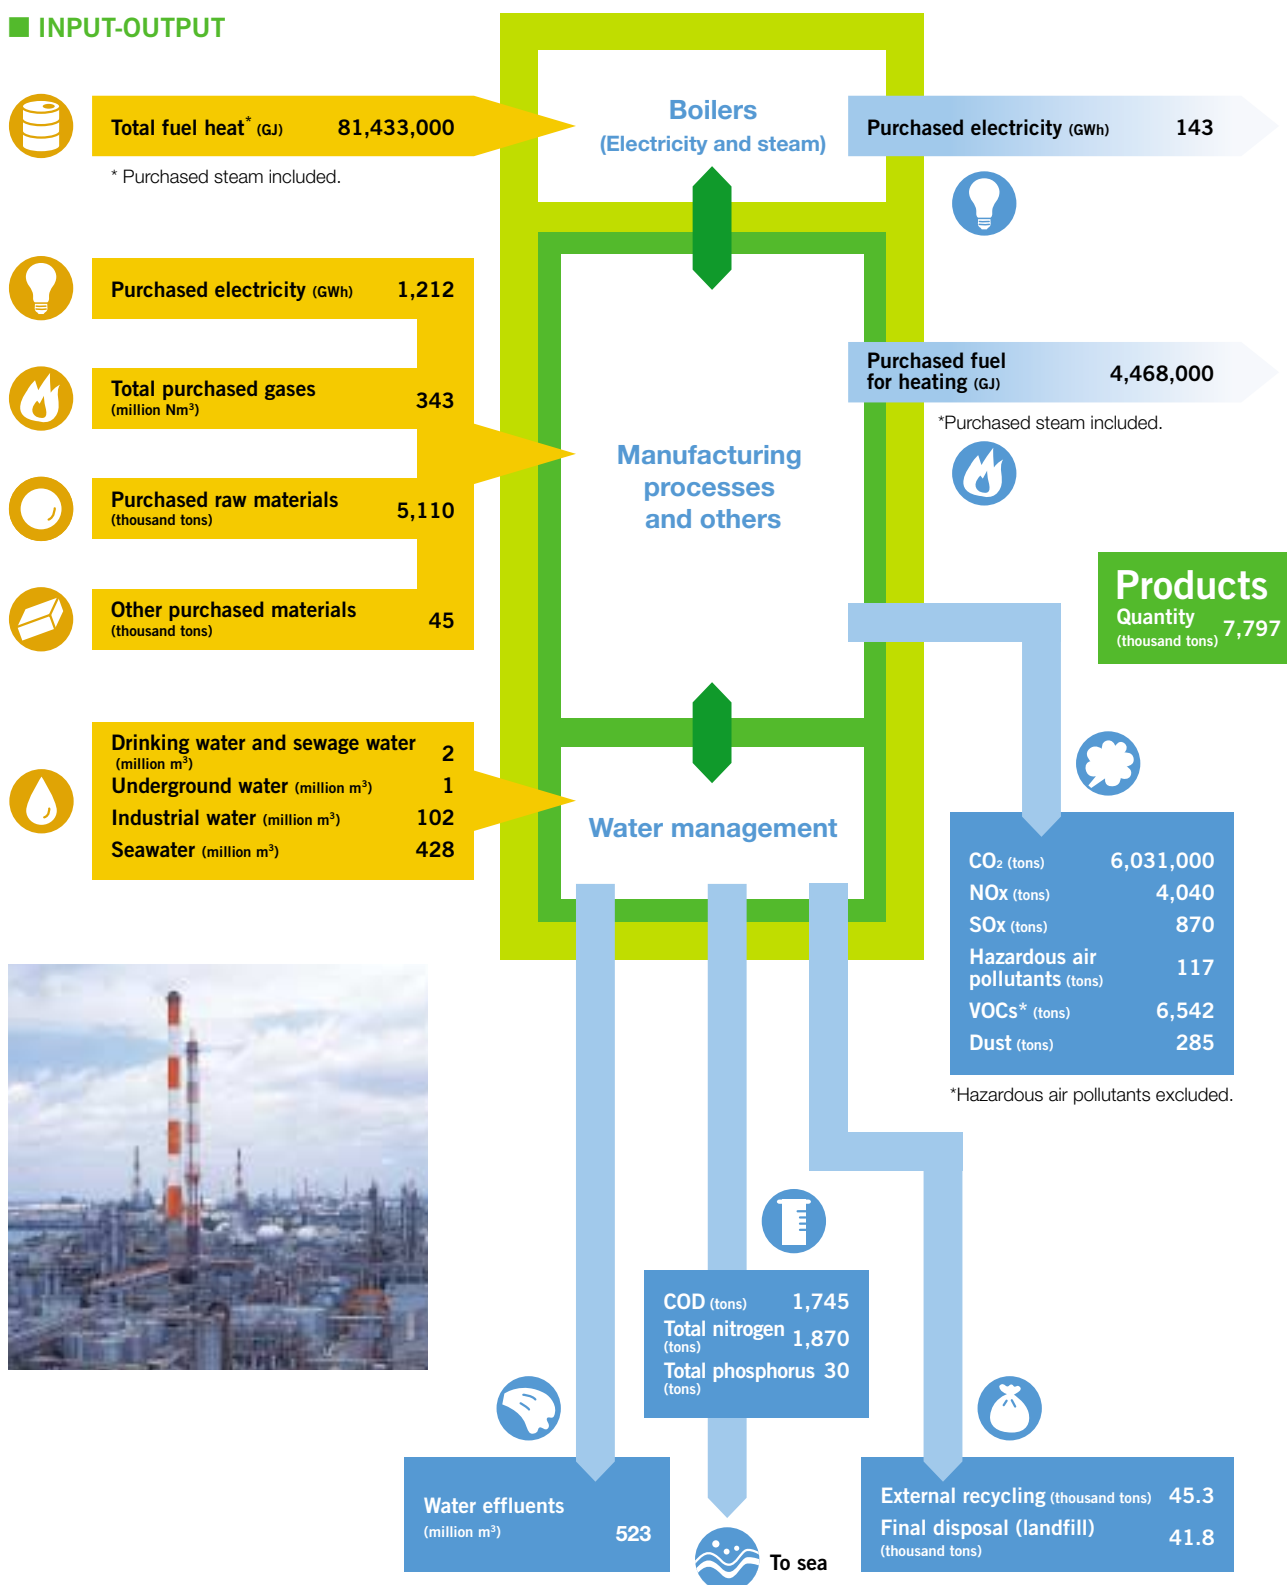 INPUT-OUTPUT
Total fuel heat* (GJ) 81,433,000
* Purchased steam included.
Purchased electricity (GWh) 1,212
Total purchased gases
(million Nm³) 343
Purchased raw materials
(thousand tons) 5,110
Other purchased materials
(thousand tons) 45
Drinking water and sewage water
(million m³) 2
Underground water (million m³) 1
Industrial water (million m³) 102
Seawater (million m³) 428
Boilers
(Electricity and steam)
Manufacturing
processes
and others
Water management
Purchased electricity (GWh) 143
Purchased fuel
for heating (GJ) 4,468,000
*Purchased steam included.
Products
Quantity
(thousand tons) 7,797
CO₂ (tons) 6,031,000
NOx (tons) 4,040
SOx (tons) 870
Hazardous air
pollutants (tons) 117
VOCs* (tons) 6,542
Dust (tons) 285
*Hazardous air pollutants excluded.
COD (tons) 1,745
Total nitrogen
(tons) 1,870
Total phosphorus 30
(tons)
Water effluents
(million m³) 523
To sea
External recycling (thousand tons) 45.3
Final disposal (landfill)
(thousand tons) 41.8